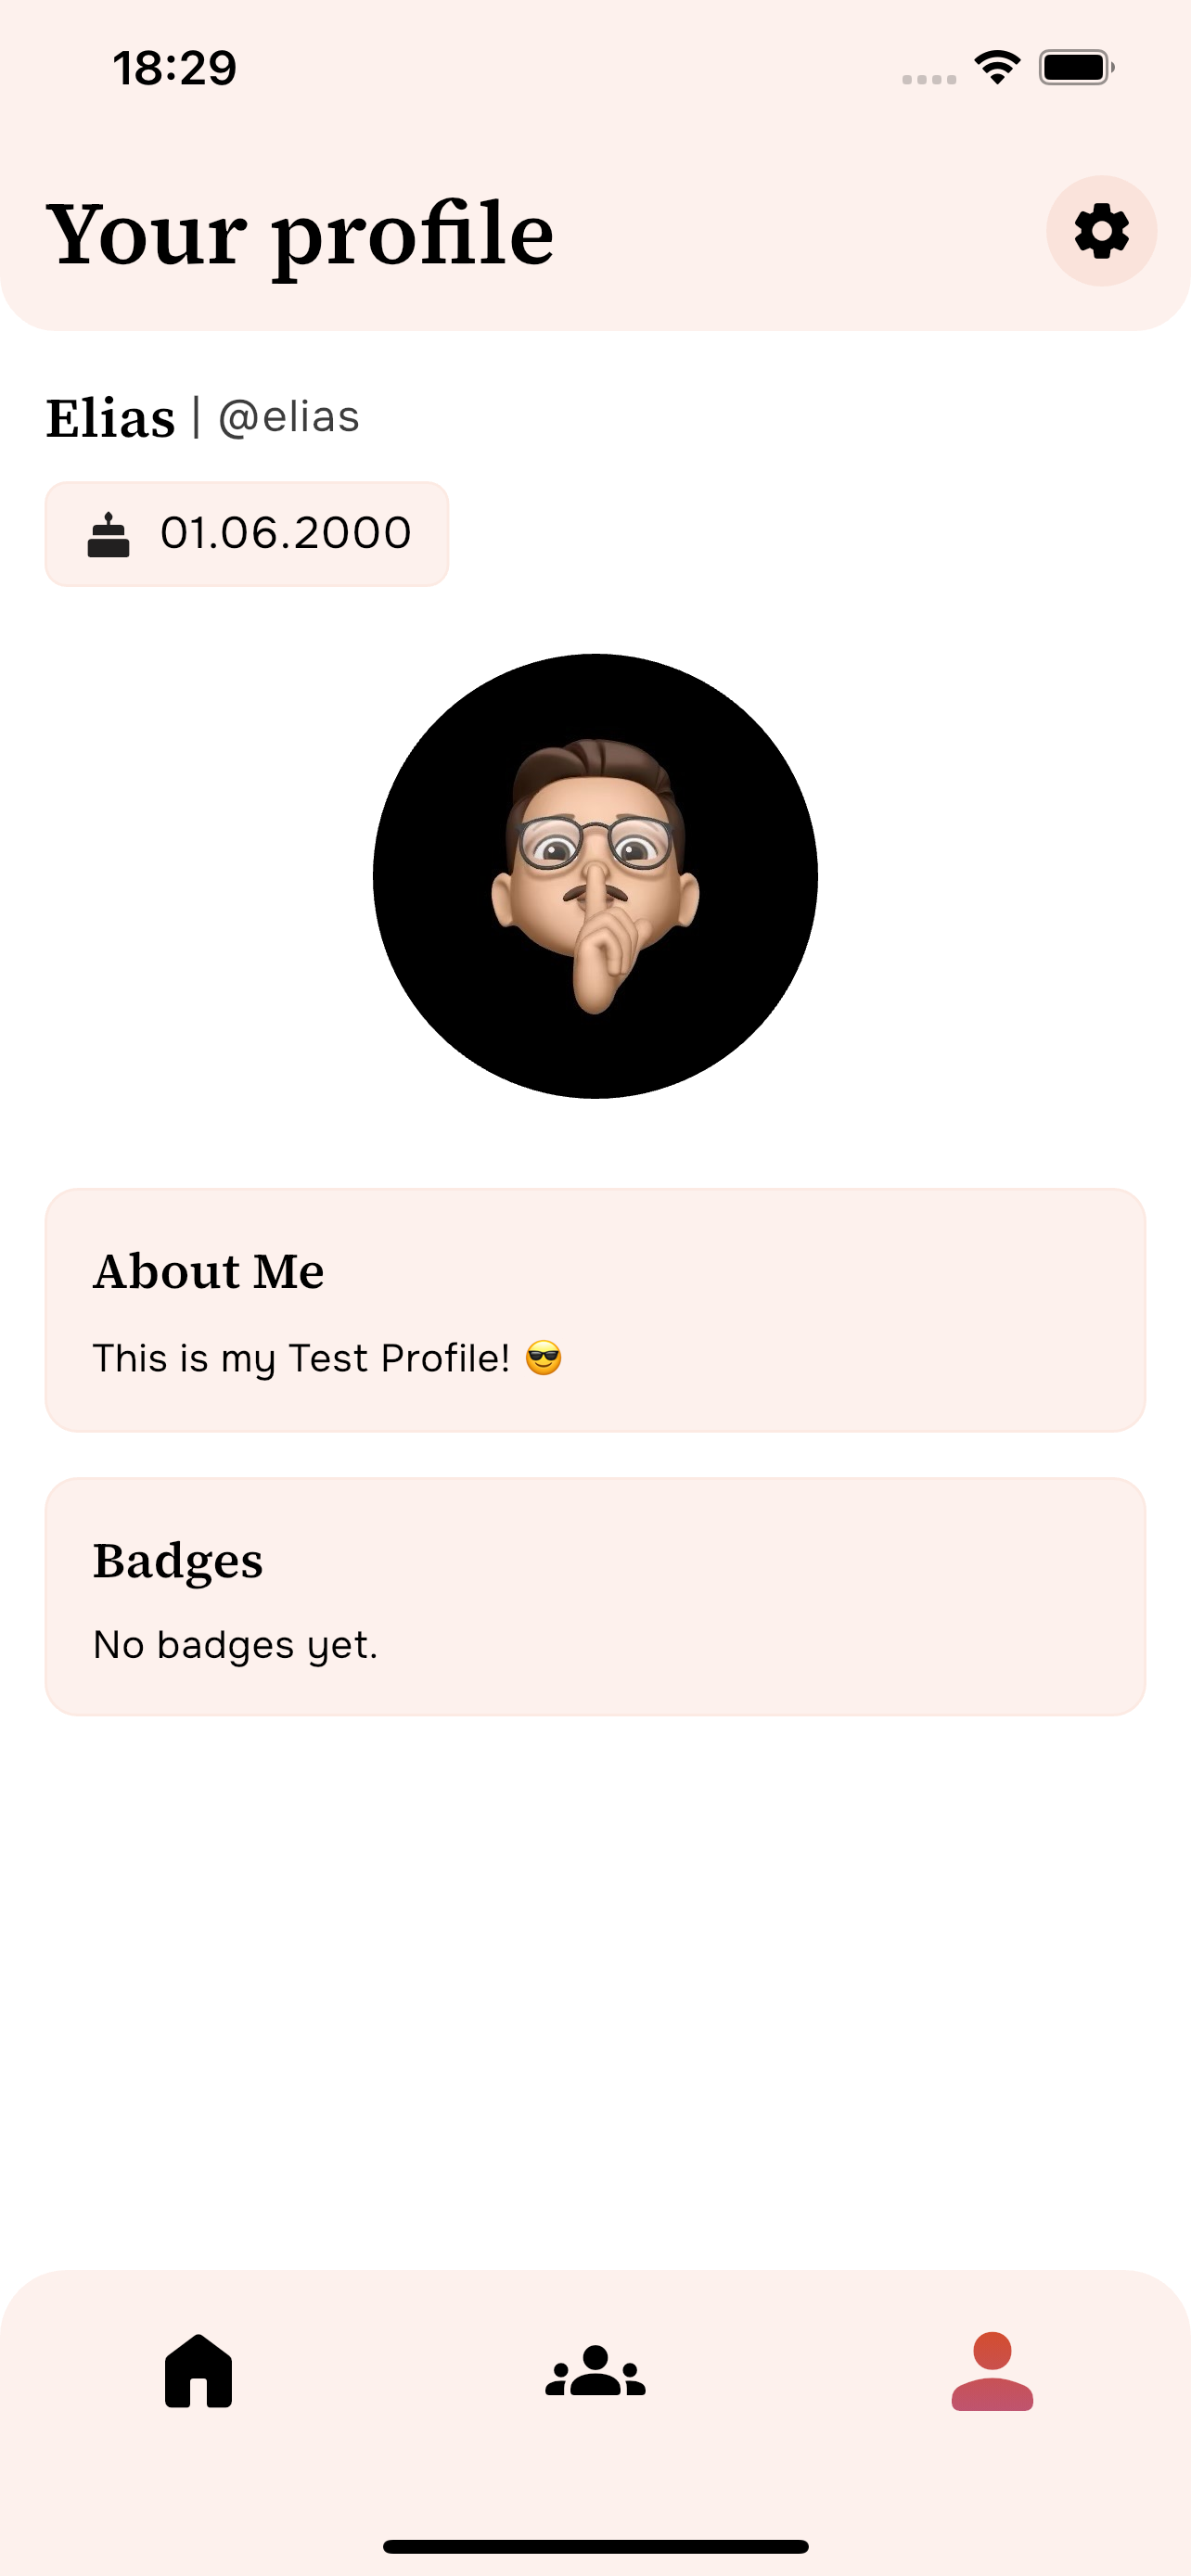 18:29
Your profile
Elias | @elias
01.06.2000
About Me
This is my Test Profile! 😎
Badges
No badges yet.